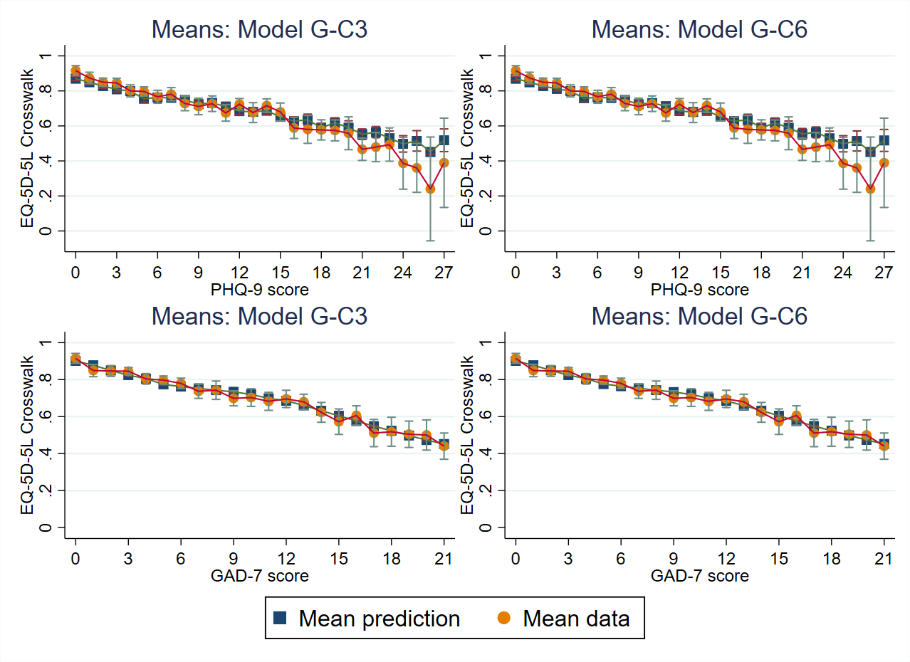 Means: Model G-C3
EQ-5D-5L Crosswalk
1
.8
.6
.4
.2
0
0 3 6 9 12 15 18 21 24 27
PHQ-9 score
Means: Model G-C6
EQ-5D-5L Crosswalk
1
.8
.6
.4
.2
0
0 3 6 9 12 15 18 21 24 27
PHQ-9 score
Means: Model G-C3
EQ-5D-5L Crosswalk
1
.8
.6
.4
.2
0
0 3 6 9 12 15 18 21
GAD-7 score
Means: Model G-C6
EQ-5D-5L Crosswalk
1
.8
.6
.4
.2
0
0 3 6 9 12 15 18 21
GAD-7 score
Mean prediction Mean data